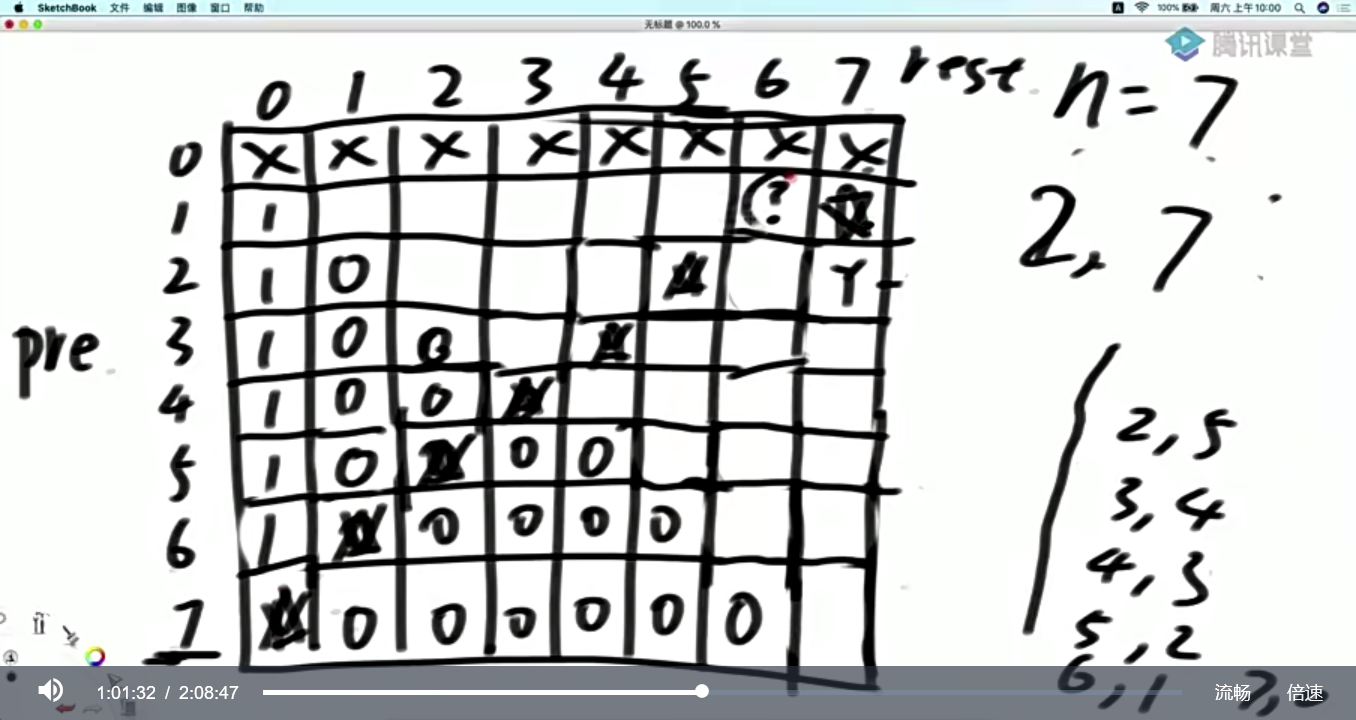 SketchBook 文件 编辑 图像 窗口 帮助 A 100% 周六 上午10:00
无标题 @ 100.0 %
腾讯课堂
0 1 2 3 4 5 6 7 rest
n = 7
0 X X X X X X X X
1 1 ?
2, 7
2 1 0 Y
pre
3 1 0 0
4 1 0 0
2, 5
5 1 0 0 0
3, 4
6 1 0 0 0 0
4, 3
7 0 0 0 0 0 0
5, 2
6, 1
1:01:32 / 2:08:47 流畅 倍速